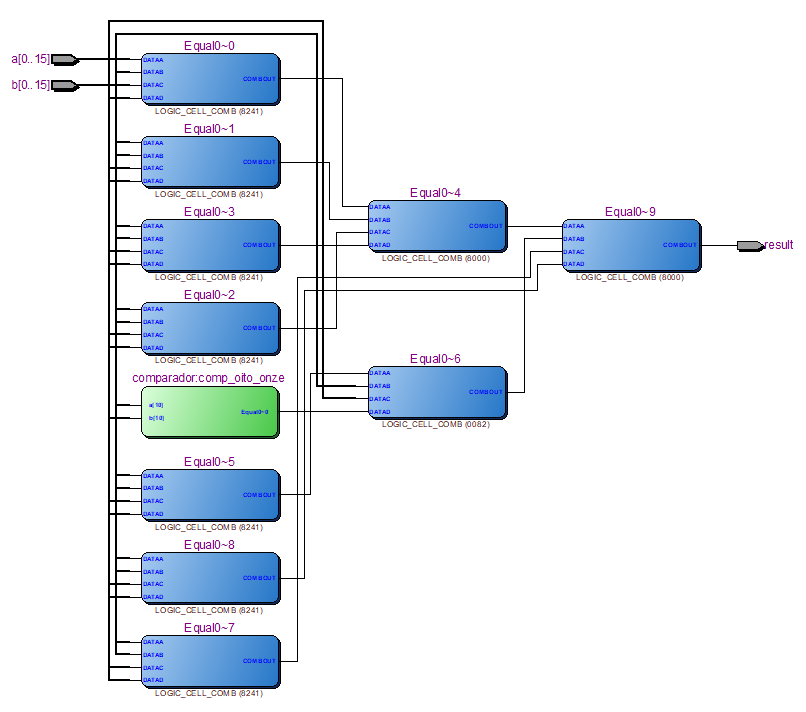 Equal0~0
a[0..15]
DATAA
DATAB
COMBOUT
b[0..15]
DATAC
DATAD
LOGIC_CELL_COMB (8241)
Equal0~1
DATAA
DATAB
COMBOUT
DATAC
DATAD
LOGIC_CELL_COMB (8241)
Equal0~3
DATAA
DATAB
COMBOUT
DATAC
DATAD
LOGIC_CELL_COMB (8241)
Equal0~2
DATAA
DATAB
COMBOUT
DATAC
DATAD
LOGIC_CELL_COMB (8241)
comparador:comp_oito_onze
a[10]
Equal0~0
b[10]
Equal0~5
DATAA
DATAB
COMBOUT
DATAC
DATAD
LOGIC_CELL_COMB (8241)
Equal0~8
DATAA
DATAB
COMBOUT
DATAC
DATAD
LOGIC_CELL_COMB (8241)
Equal0~7
DATAA
DATAB
COMBOUT
DATAC
DATAD
LOGIC_CELL_COMB (8241)
Equal0~4
DATAA
DATAB
COMBOUT
DATAC
DATAD
LOGIC_CELL_COMB (8000)
Equal0~6
DATAA
DATAB
COMBOUT
DATAC
DATAD
LOGIC_CELL_COMB (0082)
Equal0~9
DATAA
DATAB
COMBOUT
DATAC
DATAD
LOGIC_CELL_COMB (8000)
result